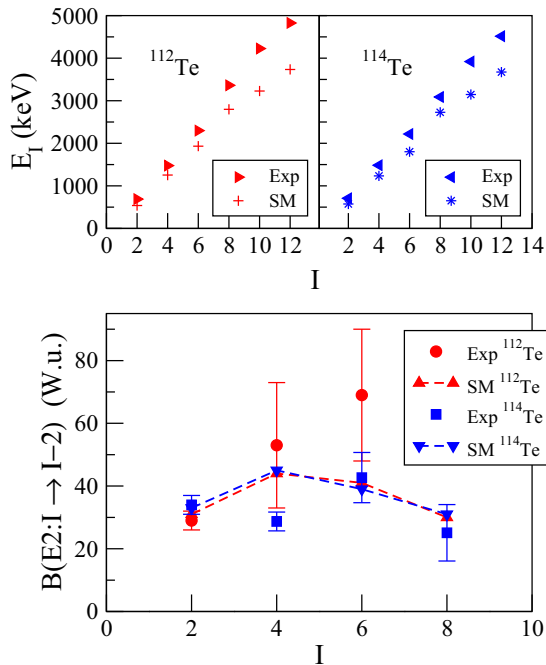 5000
4000
3000
2000
1000
0
E_I (keV)
¹¹²Te
Exp
SM
¹¹⁴Te
Exp
SM
0 2 4 6 8 10 12 0 2 4 6 8 10 12 14
I
80
60
40
20
0
B(E2:I → I−2) (W.u.)
Exp ¹¹²Te
SM ¹¹²Te
Exp ¹¹⁴Te
SM ¹¹⁴Te
0 2 4 6 8 10
I